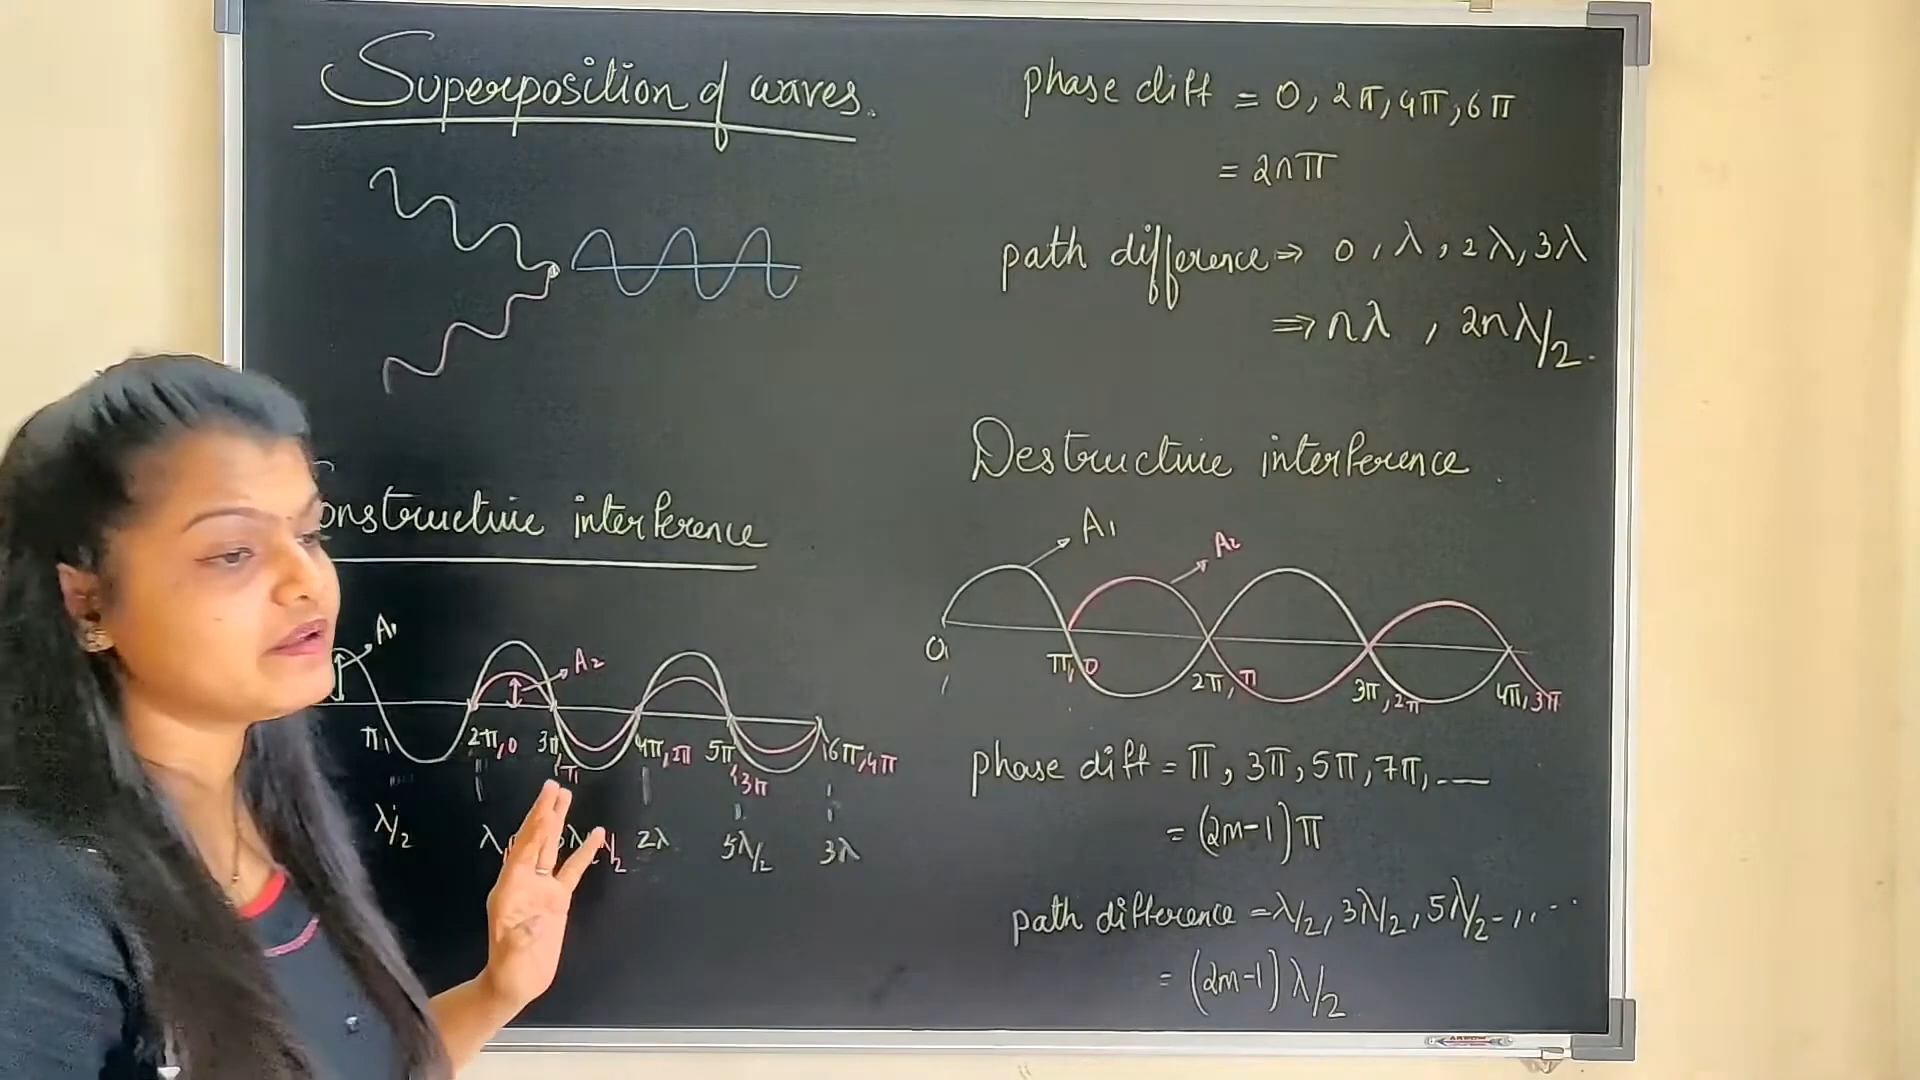 Superposition of waves.
phase diff = 0, 2π, 4π, 6π
= 2nπ
path difference ⇒ 0, λ, 2λ, 3λ
⇒ nλ , 2nλ/2.
onstructive interference
A1
A2
π, 2π,0 3π,π 4π,2π 5π,3π 6π,4π
λ/2 λ, 2λ 5λ/2 3λ
Destructive interference
A1
A2
0, π,0 2π,π 3π,2π 4π,3π
phase diff = π, 3π, 5π, 7π, ---
= (2n-1) π
path difference = λ/2, 3λ/2, 5λ/2 -,...
= (2n-1) λ/2